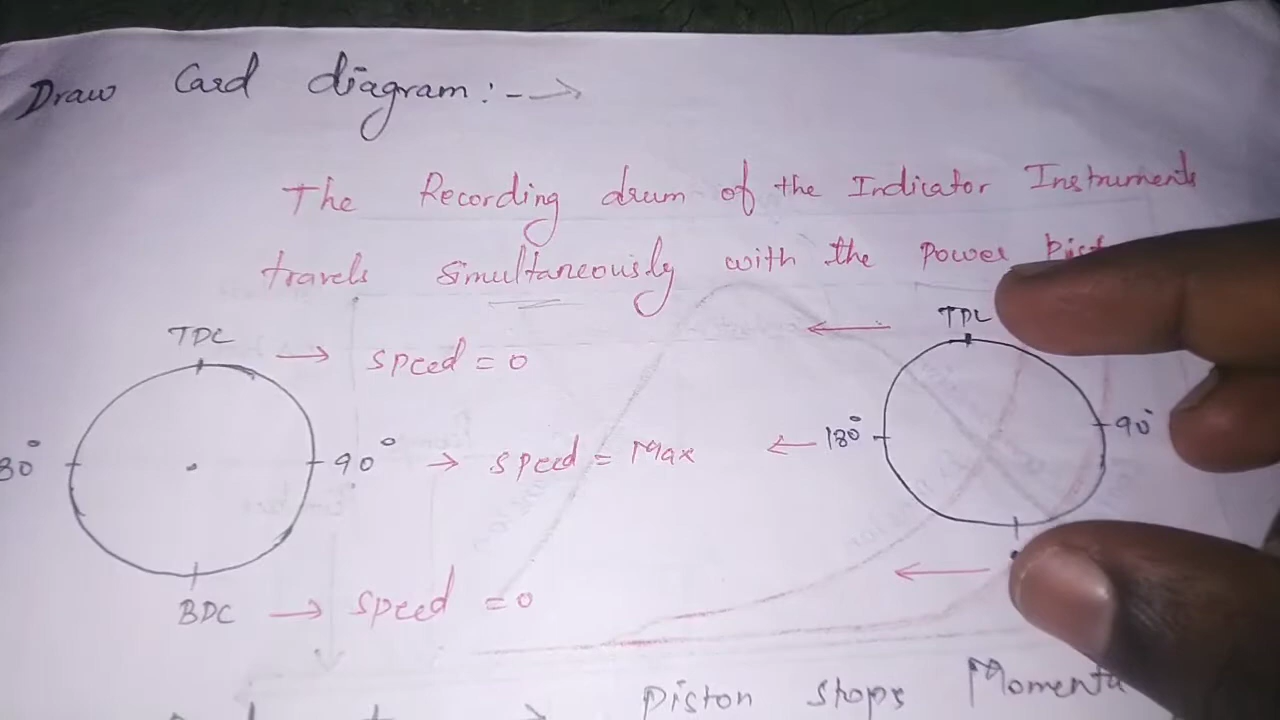 Draw Card diagram:-→
The Recording drum of the Indicator Instruments
travels simultaneously with the power
TDC → speed = 0
← TDC
80° 90° → speed = Max
← 180° 90°
BDC → speed = 0
←
Piston stops